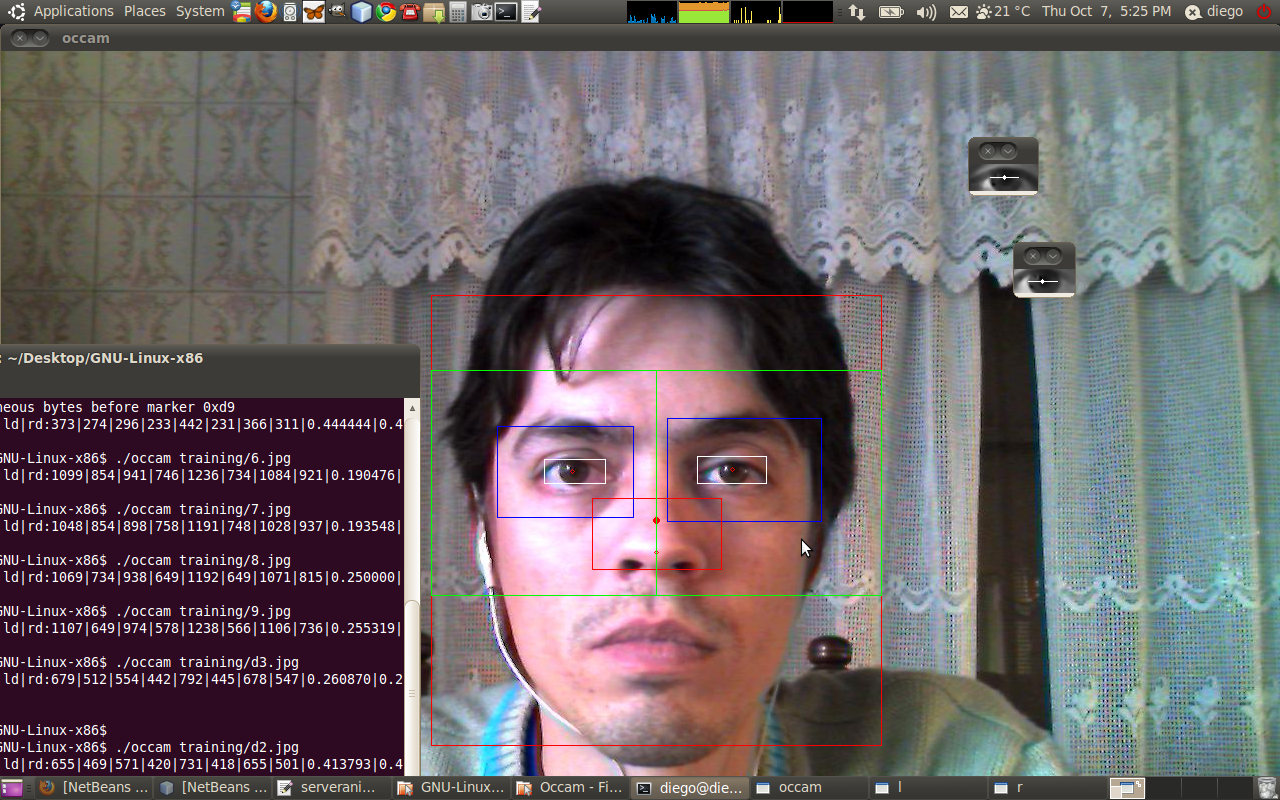 Applications Places System 21 °C Thu Oct 7, 5:25 PM diego
occam
: ~/Desktop/GNU-Linux-x86
neous bytes before marker 0xd9
ld|rd:373|274|296|233|442|231|366|311|0.444444|0.4
GNU-Linux-x86$ ./occam training/6.jpg
ld|rd:1099|854|941|746|1236|734|1084|921|0.190476|
GNU-Linux-x86$ ./occam training/7.jpg
ld|rd:1048|854|898|758|1191|748|1028|937|0.193548|
GNU-Linux-x86$ ./occam training/8.jpg
ld|rd:1069|734|938|649|1192|649|1071|815|0.250000|
GNU-Linux-x86$ ./occam training/9.jpg
ld|rd:1107|649|974|578|1238|566|1106|736|0.255319|
GNU-Linux-x86$ ./occam training/d3.jpg
ld|rd:679|512|554|442|792|445|678|547|0.260870|0.2
GNU-Linux-x86$
GNU-Linux-x86$ ./occam training/d2.jpg
ld|rd:655|469|571|420|731|418|655|501|0.413793|0.4
[NetBeans ... [NetBeans ... serverani... GNU-Linux... Occam - Fi... diego@die... occam l r